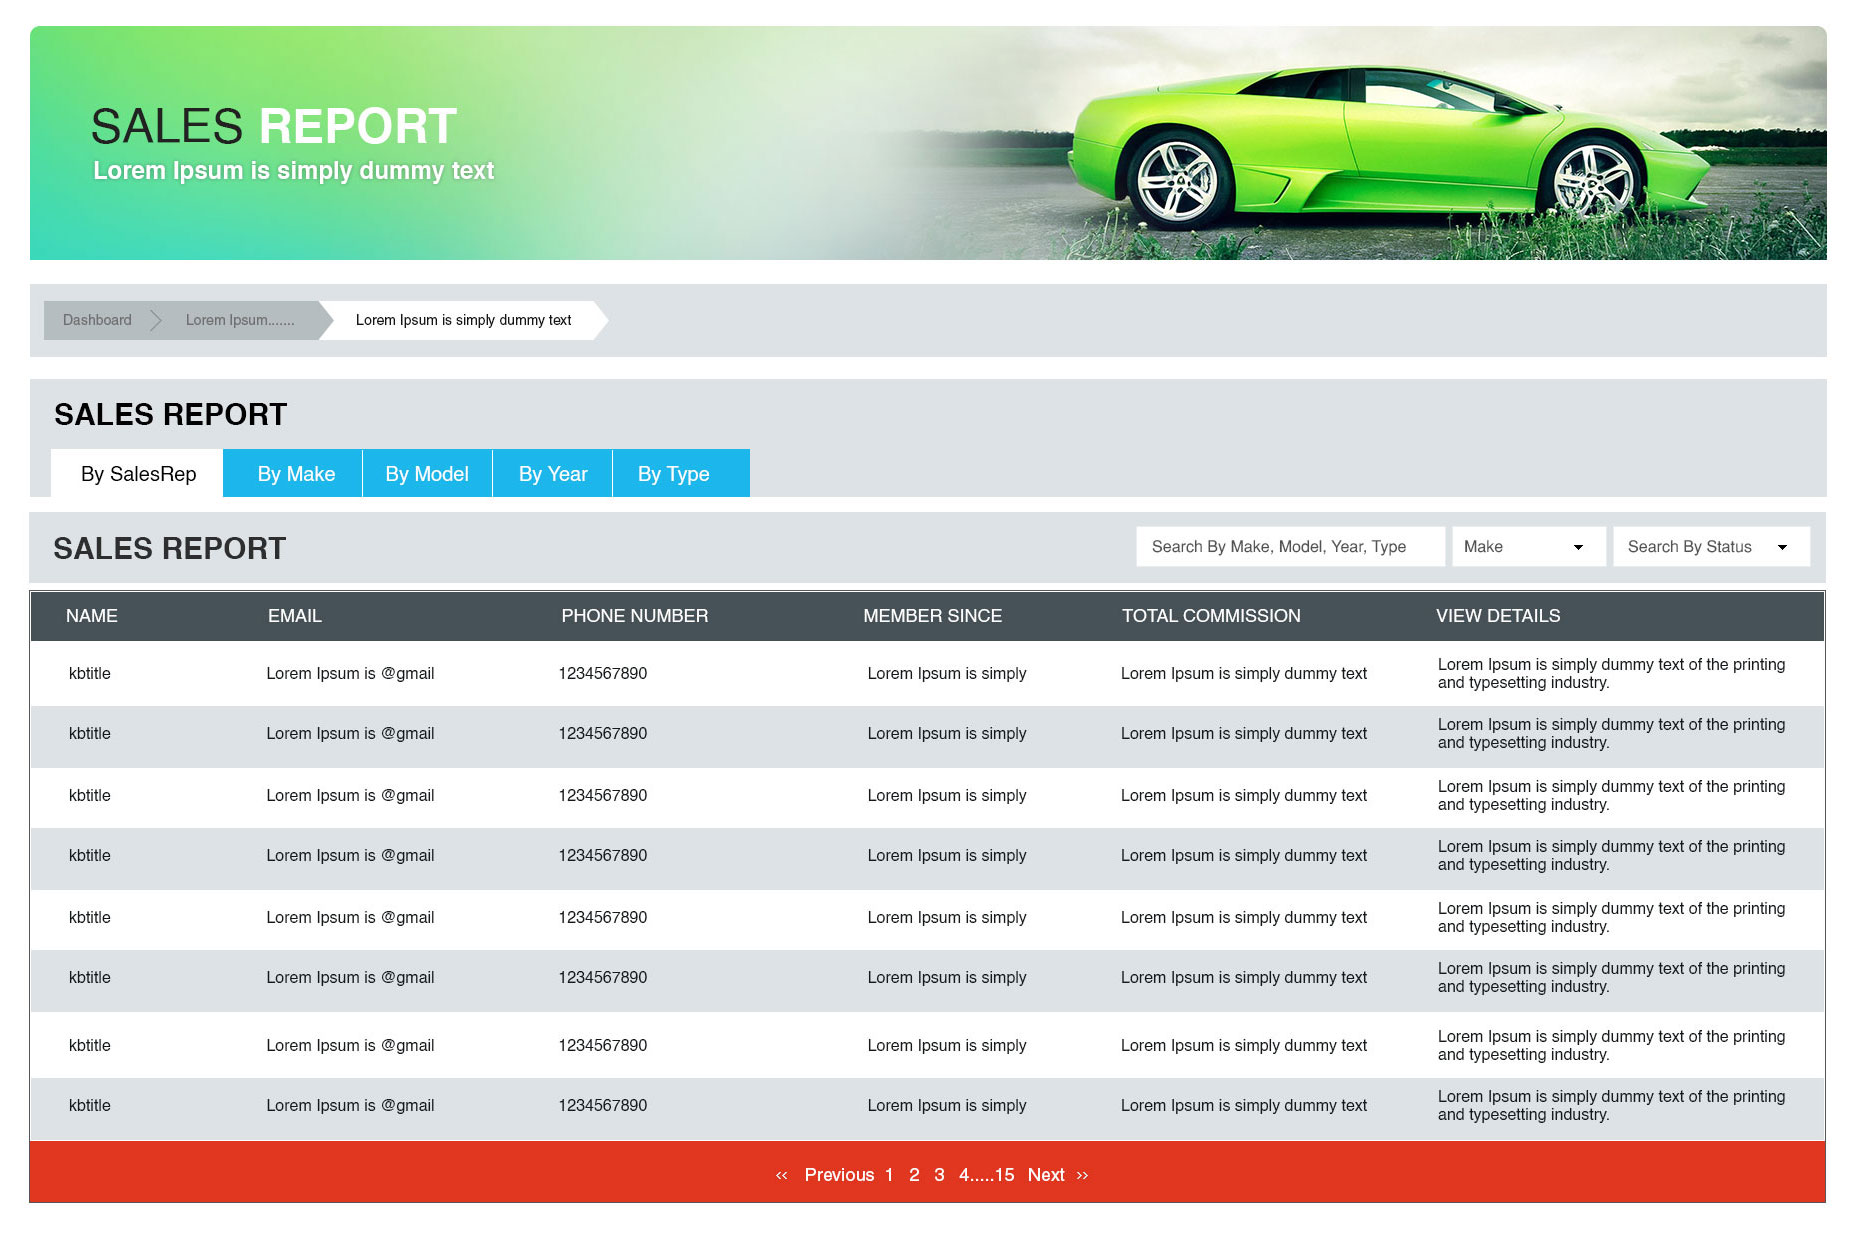 SALES REPORT
Lorem Ipsum is simply dummy text
Dashboard Lorem Ipsum....... Lorem Ipsum is simply dummy text
SALES REPORT
By SalesRep By Make By Model By Year By Type
SALES REPORT Search By Make, Model, Year, Type Make Search By Status
NAME EMAIL PHONE NUMBER MEMBER SINCE TOTAL COMMISSION VIEW DETAILS
kbtitle Lorem Ipsum is @gmail 1234567890 Lorem Ipsum is simply Lorem Ipsum is simply dummy text Lorem Ipsum is simply dummy text of the printing
and typesetting industry.
kbtitle Lorem Ipsum is @gmail 1234567890 Lorem Ipsum is simply Lorem Ipsum is simply dummy text Lorem Ipsum is simply dummy text of the printing
and typesetting industry.
kbtitle Lorem Ipsum is @gmail 1234567890 Lorem Ipsum is simply Lorem Ipsum is simply dummy text Lorem Ipsum is simply dummy text of the printing
and typesetting industry.
kbtitle Lorem Ipsum is @gmail 1234567890 Lorem Ipsum is simply Lorem Ipsum is simply dummy text Lorem Ipsum is simply dummy text of the printing
and typesetting industry.
kbtitle Lorem Ipsum is @gmail 1234567890 Lorem Ipsum is simply Lorem Ipsum is simply dummy text Lorem Ipsum is simply dummy text of the printing
and typesetting industry.
kbtitle Lorem Ipsum is @gmail 1234567890 Lorem Ipsum is simply Lorem Ipsum is simply dummy text Lorem Ipsum is simply dummy text of the printing
and typesetting industry.
kbtitle Lorem Ipsum is @gmail 1234567890 Lorem Ipsum is simply Lorem Ipsum is simply dummy text Lorem Ipsum is simply dummy text of the printing
and typesetting industry.
kbtitle Lorem Ipsum is @gmail 1234567890 Lorem Ipsum is simply Lorem Ipsum is simply dummy text Lorem Ipsum is simply dummy text of the printing
and typesetting industry.
‹‹ Previous 1 2 3 4.....15 Next ››